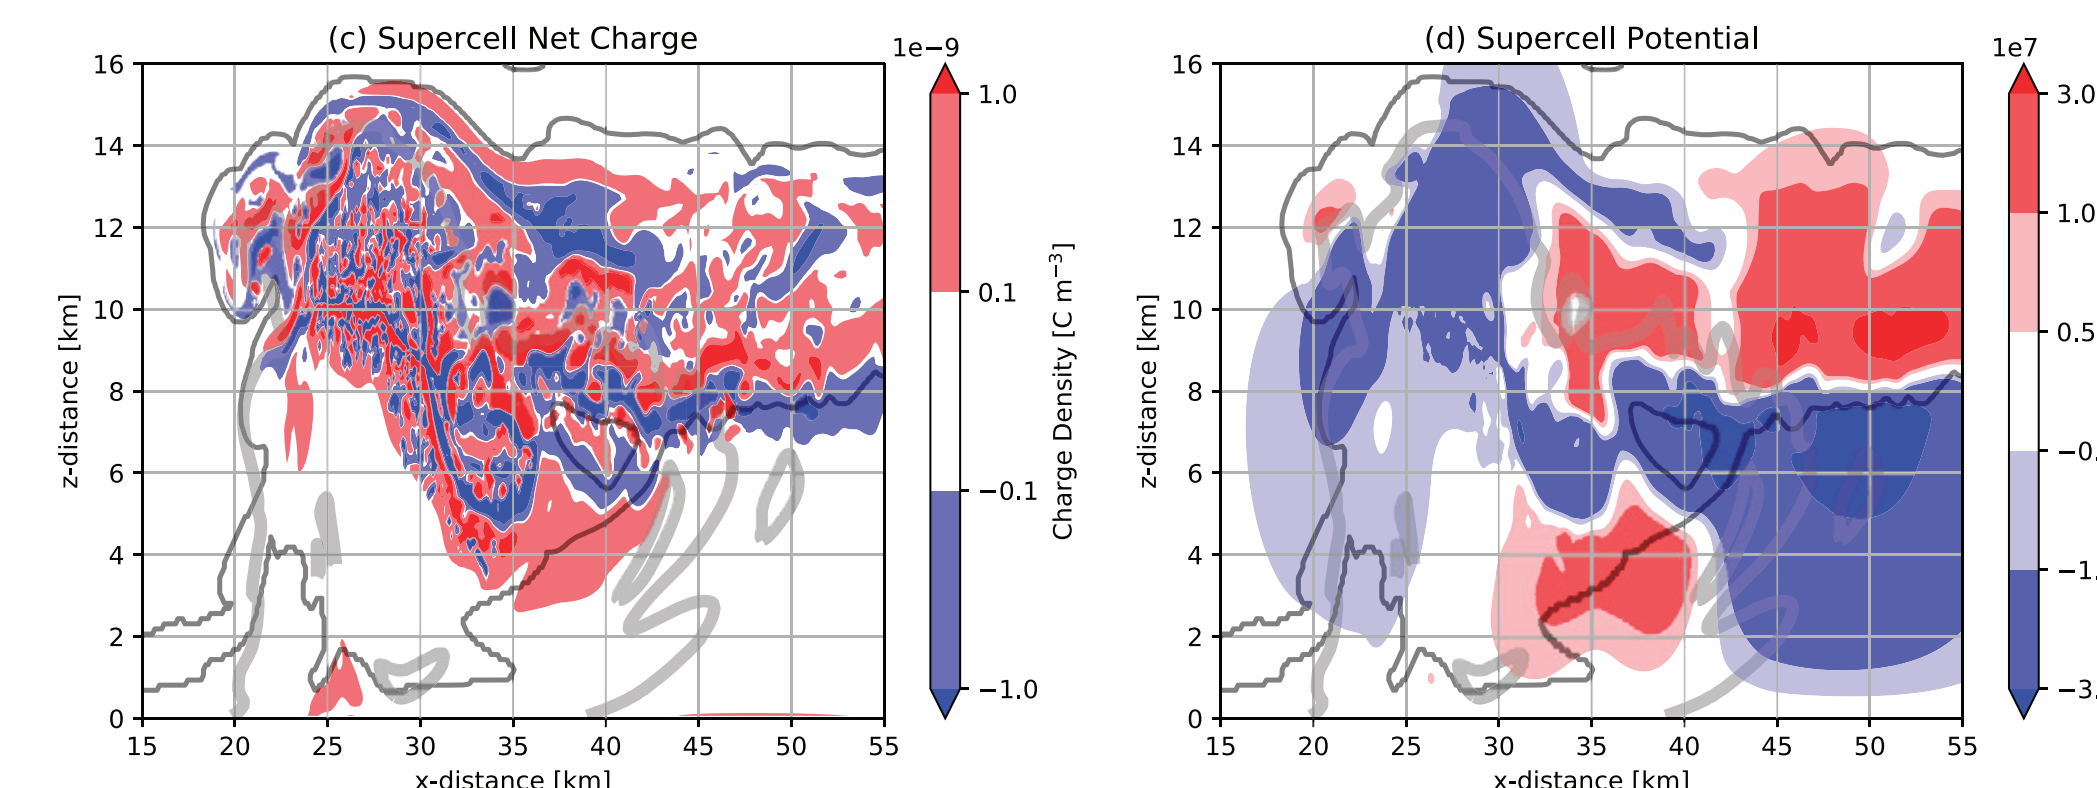 (c) Supercell Net Charge
1e−9
16
14
12
10
8
6
4
2
0
z-distance [km]
15 20 25 30 35 40 45 50 55
x-distance [km]
1.0
0.1
−0.1
−1.0
Charge Density [C m⁻³]
(d) Supercell Potential
1e7
16
14
12
10
8
6
4
2
0
z-distance [km]
15 20 25 30 35 40 45 50 55
x-distance [km]
3.0
1.0
0.5
−0.
−1.
−3.